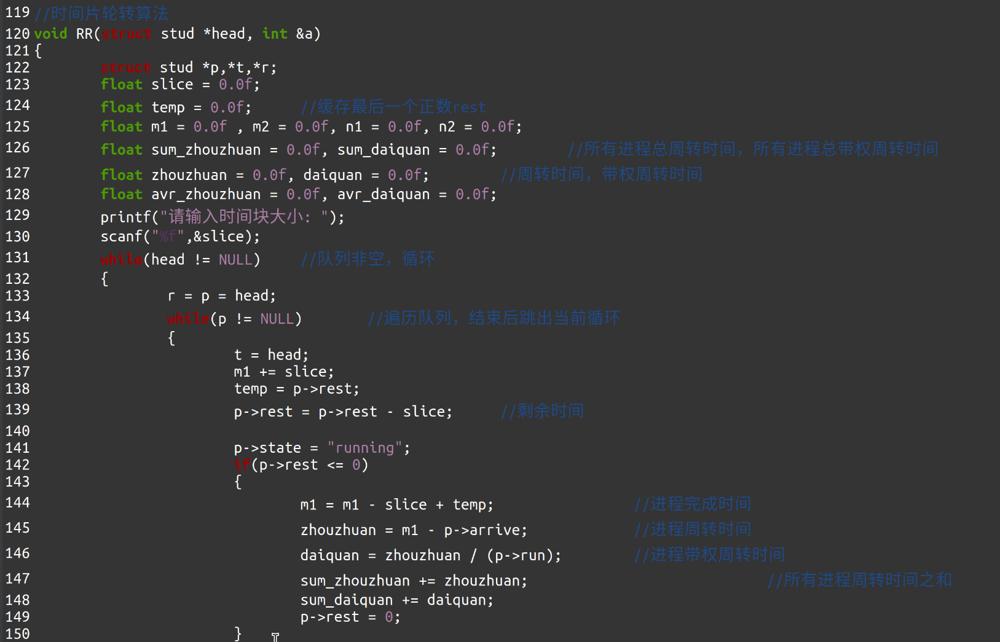 119 //时间片轮转算法
120 void RR(struct stud *head, int &a)
121 {
122 struct stud *p,*t,*r;
123 float slice = 0.0f;
124 float temp = 0.0f; //缓存最后一个正数rest
125 float m1 = 0.0f , m2 = 0.0f, n1 = 0.0f, n2 = 0.0f;
126 float sum_zhouzhuan = 0.0f, sum_daiquan = 0.0f; //所有进程总周转时间，所有进程总带权周转时间
127 float zhouzhuan = 0.0f, daiquan = 0.0f; //周转时间，带权周转时间
128 float avr_zhouzhuan = 0.0f, avr_daiquan = 0.0f;
129 printf("请输入时间块大小：");
130 scanf("%f",&slice);
131 while(head != NULL) //队列非空，循环
132 {
133 r = p = head;
134 while(p != NULL) //遍历队列，结束后跳出当前循环
135 {
136 t = head;
137 m1 += slice;
138 temp = p->rest;
139 p->rest = p->rest - slice; //剩余时间
140
141 p->state = "running";
142 if(p->rest <= 0)
143 {
144 m1 = m1 - slice + temp; //进程完成时间
145 zhouzhuan = m1 - p->arrive; //进程周转时间
146 daiquan = zhouzhuan / (p->run); //进程带权周转时间
147 sum_zhouzhuan += zhouzhuan; //所有进程周转时间之和
148 sum_daiquan += daiquan;
149 p->rest = 0;
150 }